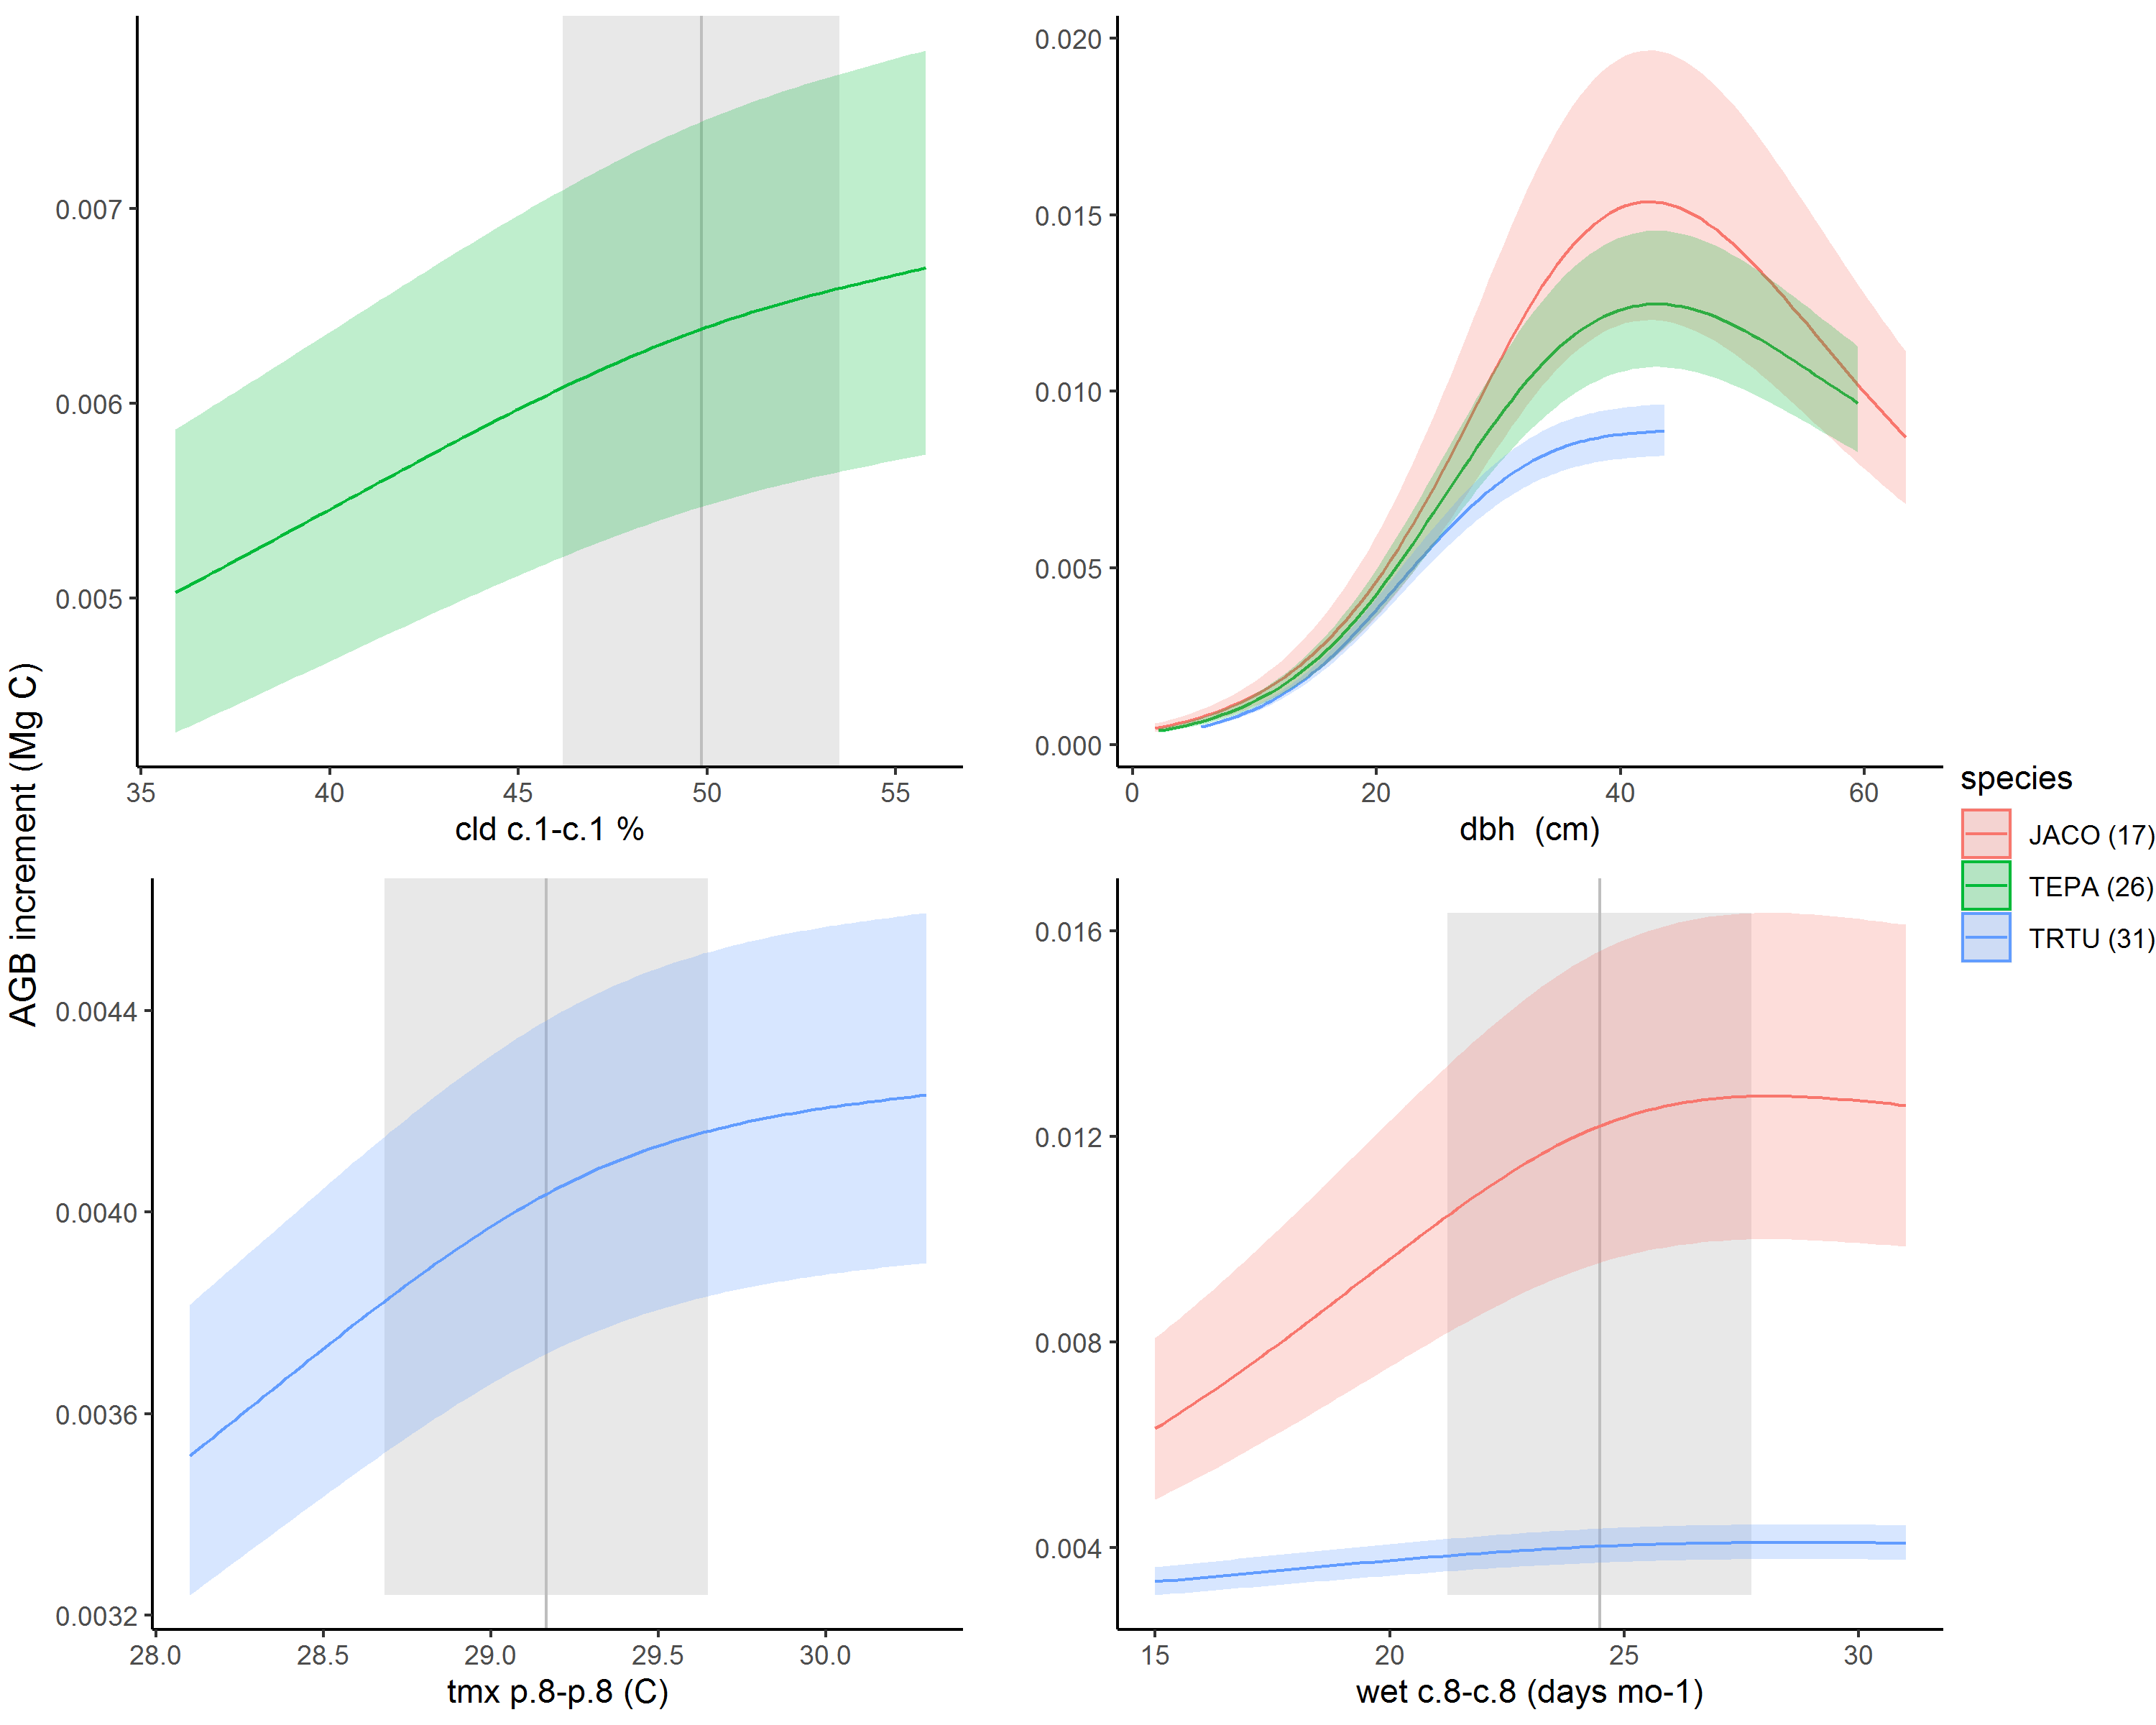 AGB increment (Mg C)
0.007
0.006
0.005
35 40 45 50 55
cld c.1-c.1 %
0.020
0.015
0.010
0.005
0.000
0 20 40 60
dbh  (cm)
0.0044
0.0040
0.0036
0.0032
28.0 28.5 29.0 29.5 30.0
tmx p.8-p.8 (C)
0.016
0.012
0.008
0.004
15 20 25 30
wet c.8-c.8 (days mo-1)
species
JACO (17)
TEPA (26)
TRTU (31)